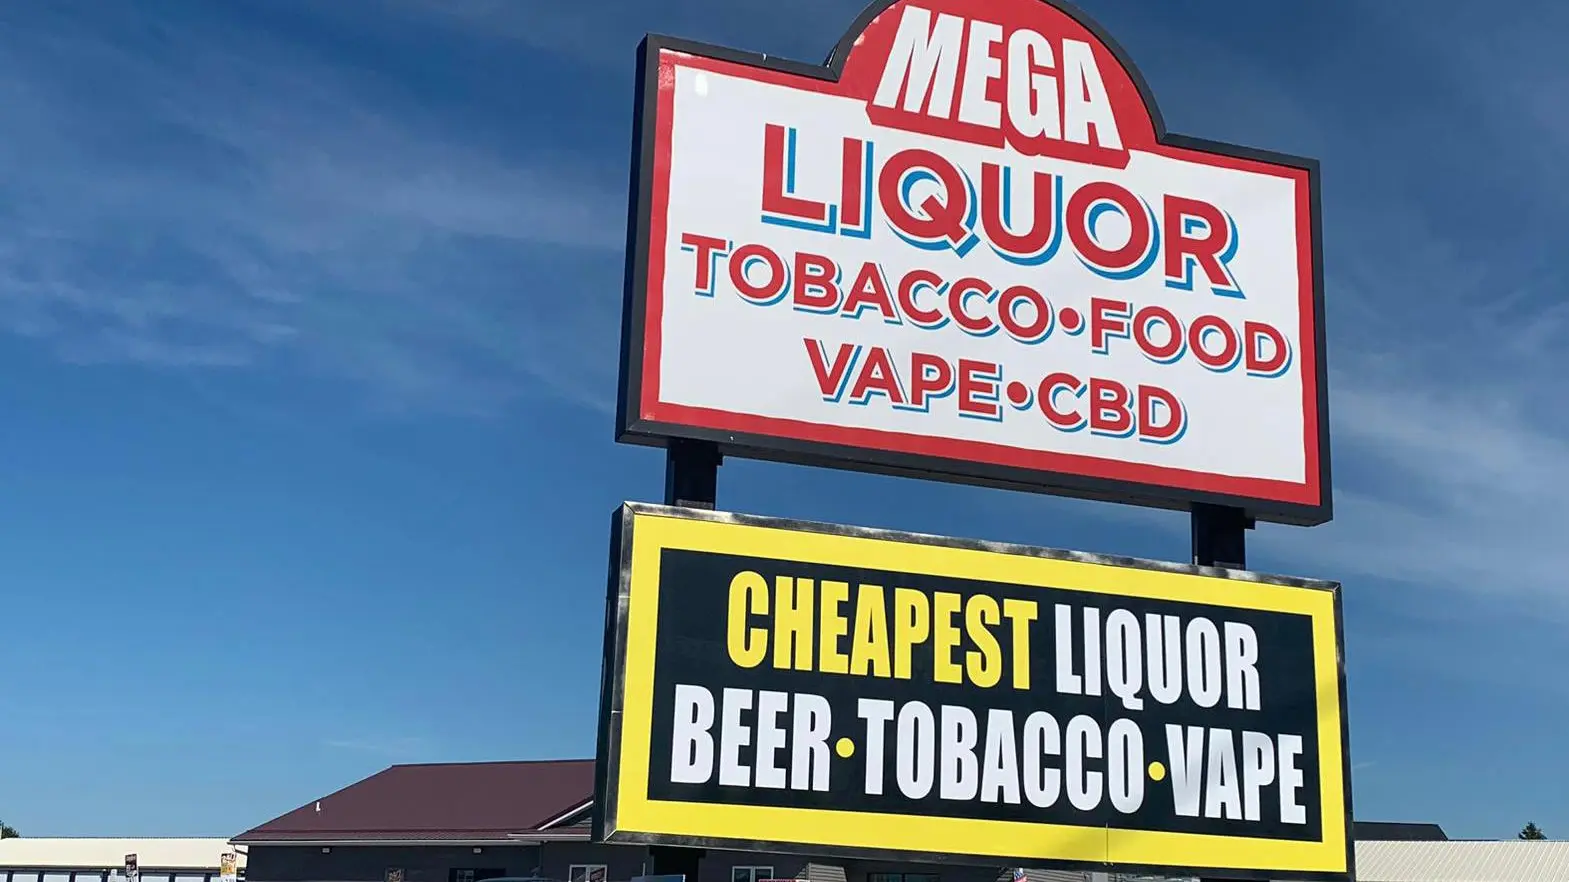 MEGA
LIQUOR
TOBACCO•FOOD
VAPE•CBD
CHEAPEST LIQUOR
BEER•TOBACCO•VAPE